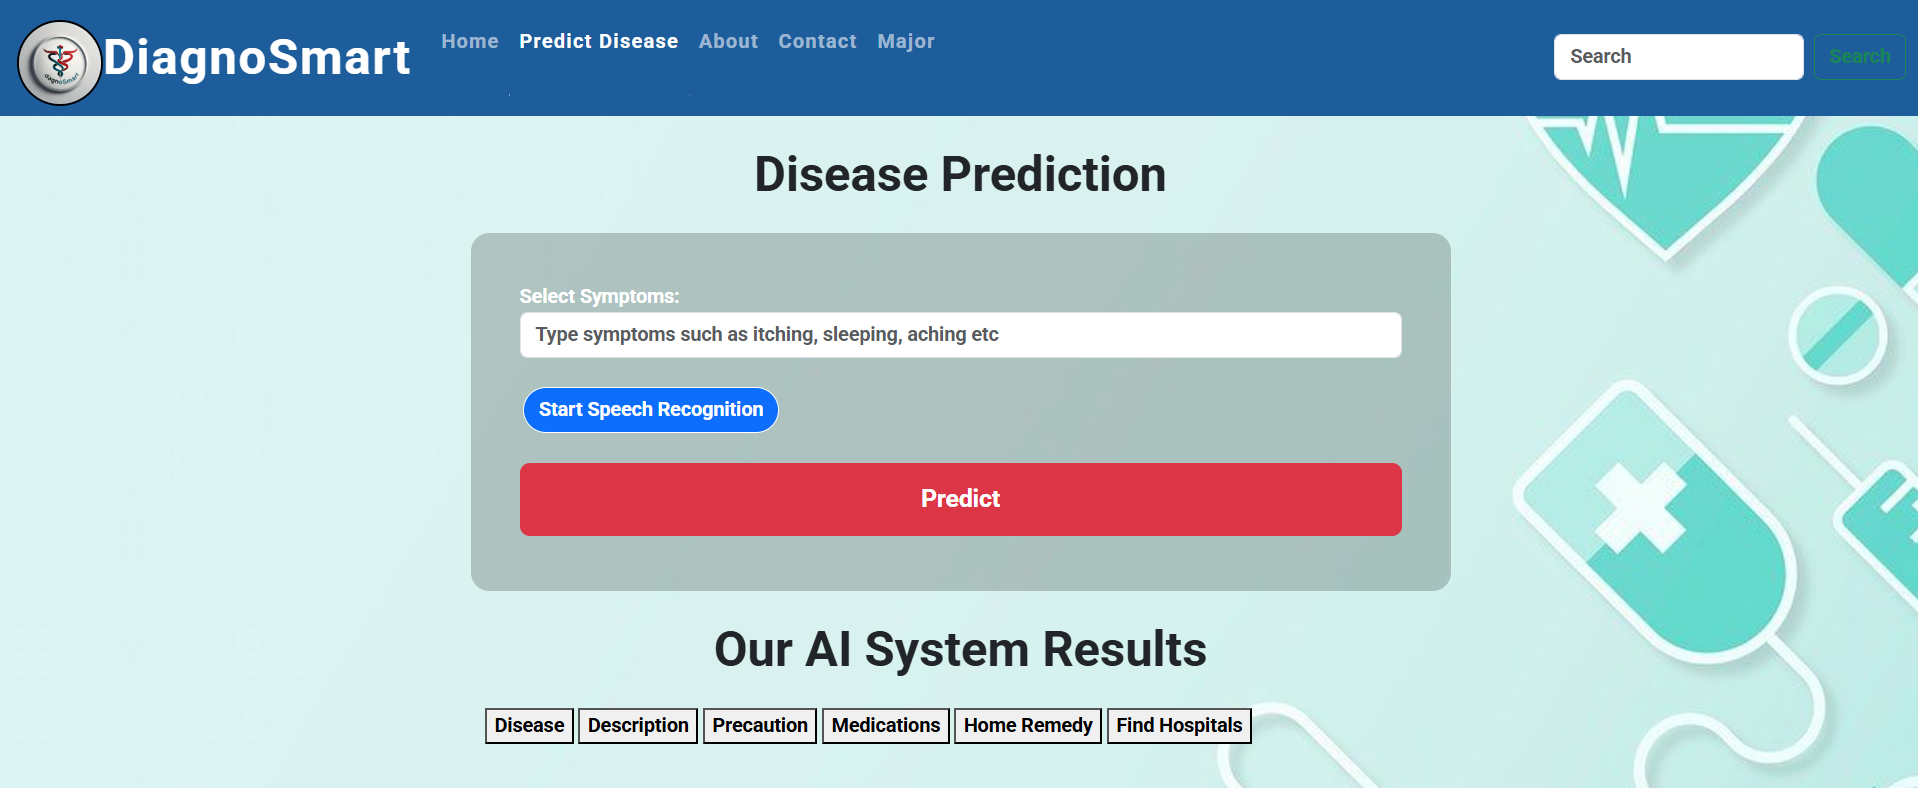 dagnoSmart
DiagnoSmart
Home Predict Disease About Contact Major
Search Search
Disease Prediction
Select Symptoms:
Type symptoms such as itching, sleeping, aching etc
Start Speech Recognition
Predict
Our AI System Results
Disease Description Precaution Medications Home Remedy Find Hospitals